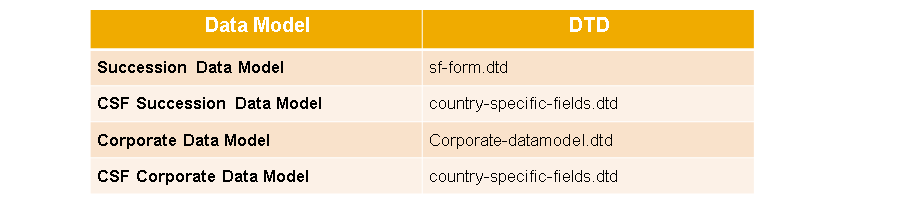 Data Model DTD
Succession Data Model sf-form.dtd
CSF Succession Data Model country-specific-fields.dtd
Corporate Data Model Corporate-datamodel.dtd
CSF Corporate Data Model country-specific-fields.dtd